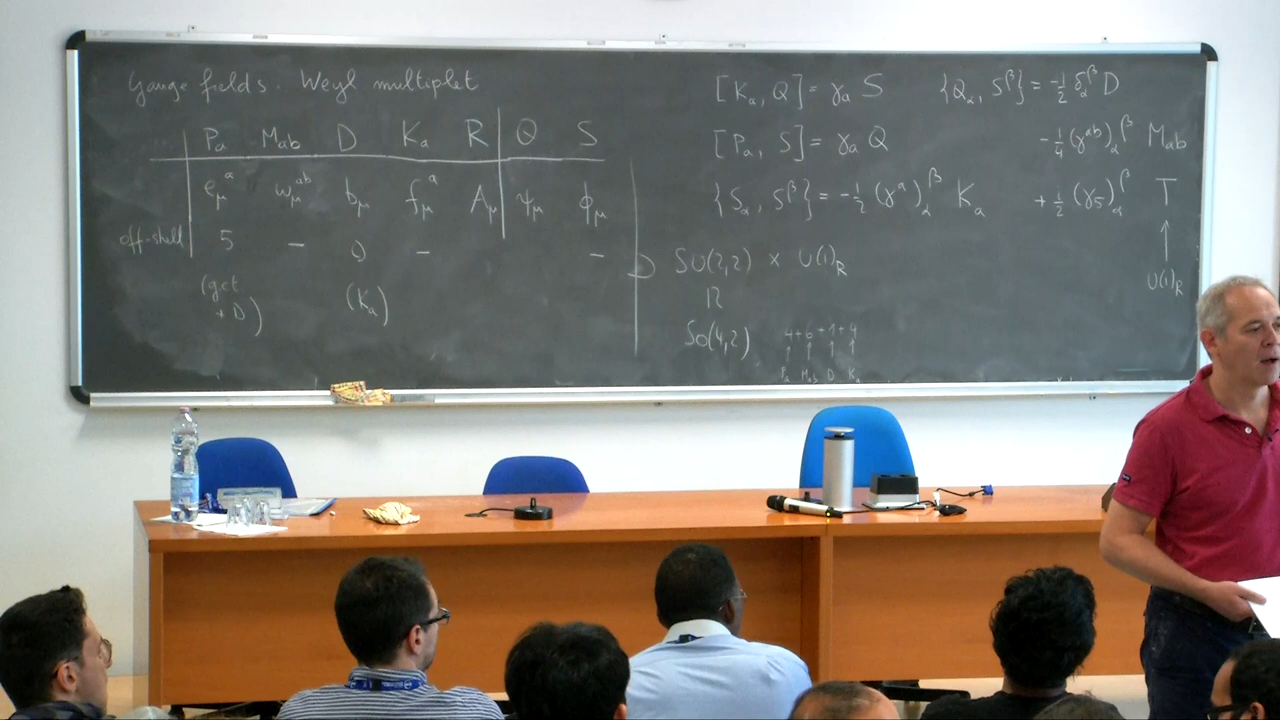 Gauge fields. Weyl multiplet
P_a M_ab D K_a R Q S
e_μ^a ω_μ^ab b_μ f_μ^a A_μ ψ_μ ϕ_μ
off-shell 5 – 0 – –
(gct (K_a)
+ D)
[K_a, Q] = γ_a S {Q_α, S^β} = -1/2 δ_α^β D
[P_a, S] = γ_a Q -1/4 (γ^ab)_α^β M_ab
{S_α, S^β} = -1/2 (γ^a)_α^β K_a +1/2 (γ_5)_α^β T
↑
SU(2,2) × U(1)_R U(1)_R
SO(4,2) 4+6+1+4
↑ ↑ ↑ ↑
P_a M_ab D K_a